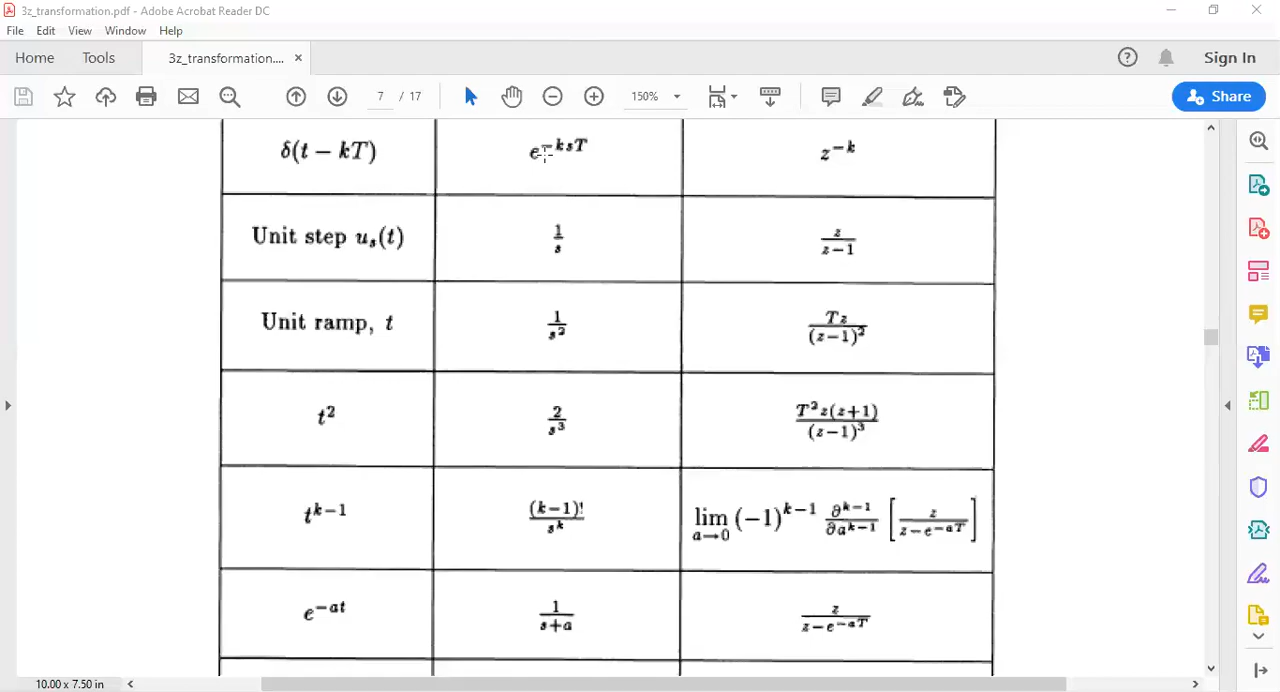 3z_transformation.pdf - Adobe Acrobat Reader DC
File Edit View Window Help
Home Tools 3z_transformation.... × Sign In
7 / 17 150% Share
δ(t − kT) e^{−ksT} z^{−k}
Unit step u_s(t) 1/s z/(z−1)
Unit ramp, t 1/s² Tz/(z−1)²
t² 2/s³ T²z(z+1)/(z−1)³
t^{k−1} (k−1)!/s^k lim_{a→0} (−1)^{k−1} ∂^{k−1}/∂a^{k−1} [z/(z−e^{−aT})]
e^{−at} 1/(s+a) z/(z−e^{−aT})
10.00 x 7.50 in